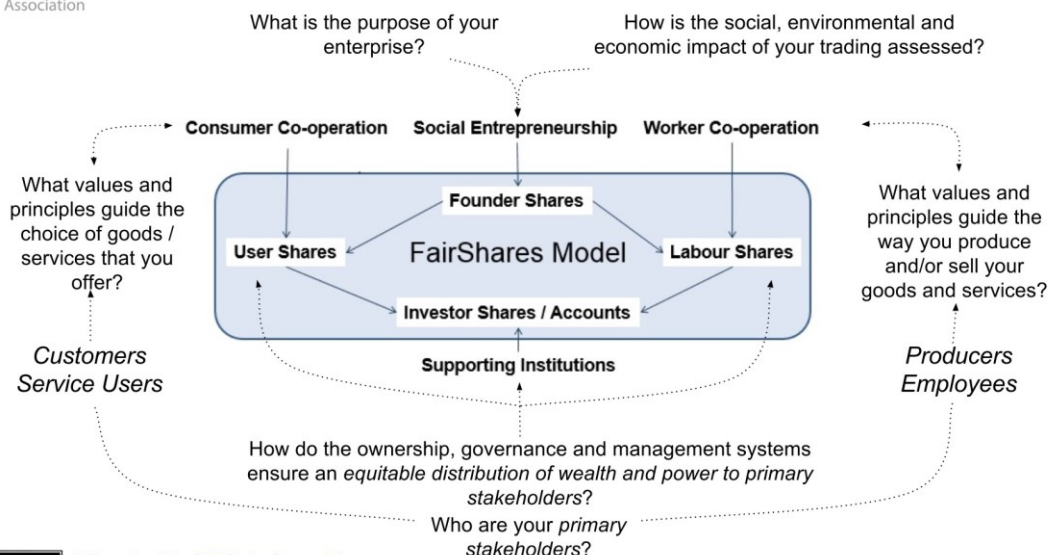 Association
What is the purpose of your
enterprise?
How is the social, environmental and
economic impact of your trading assessed?
Consumer Co-operation
Social Entrepreneurship
Worker Co-operation
What values and
principles guide the
choice of goods /
services that you
offer?
What values and
principles guide the
way you produce
and/or sell your
goods and services?
Founder Shares
User Shares
FairShares Model
Labour Shares
Investor Shares / Accounts
Supporting Institutions
Customers
Service Users
Producers
Employees
How do the ownership, governance and management systems
ensure an equitable distribution of wealth and power to primary
stakeholders?
Who are your primary
stakeholders?